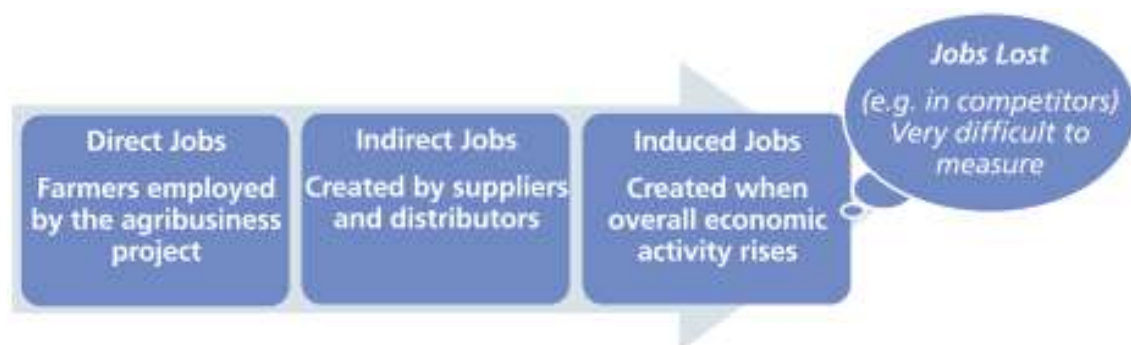 Direct Jobs
Farmers employed
by the agribusiness
project
Indirect Jobs
Created by suppliers
and distributors
Induced Jobs
Created when
overall economic
activity rises
Jobs Lost
(e.g. in competitors)
Very difficult to
measure